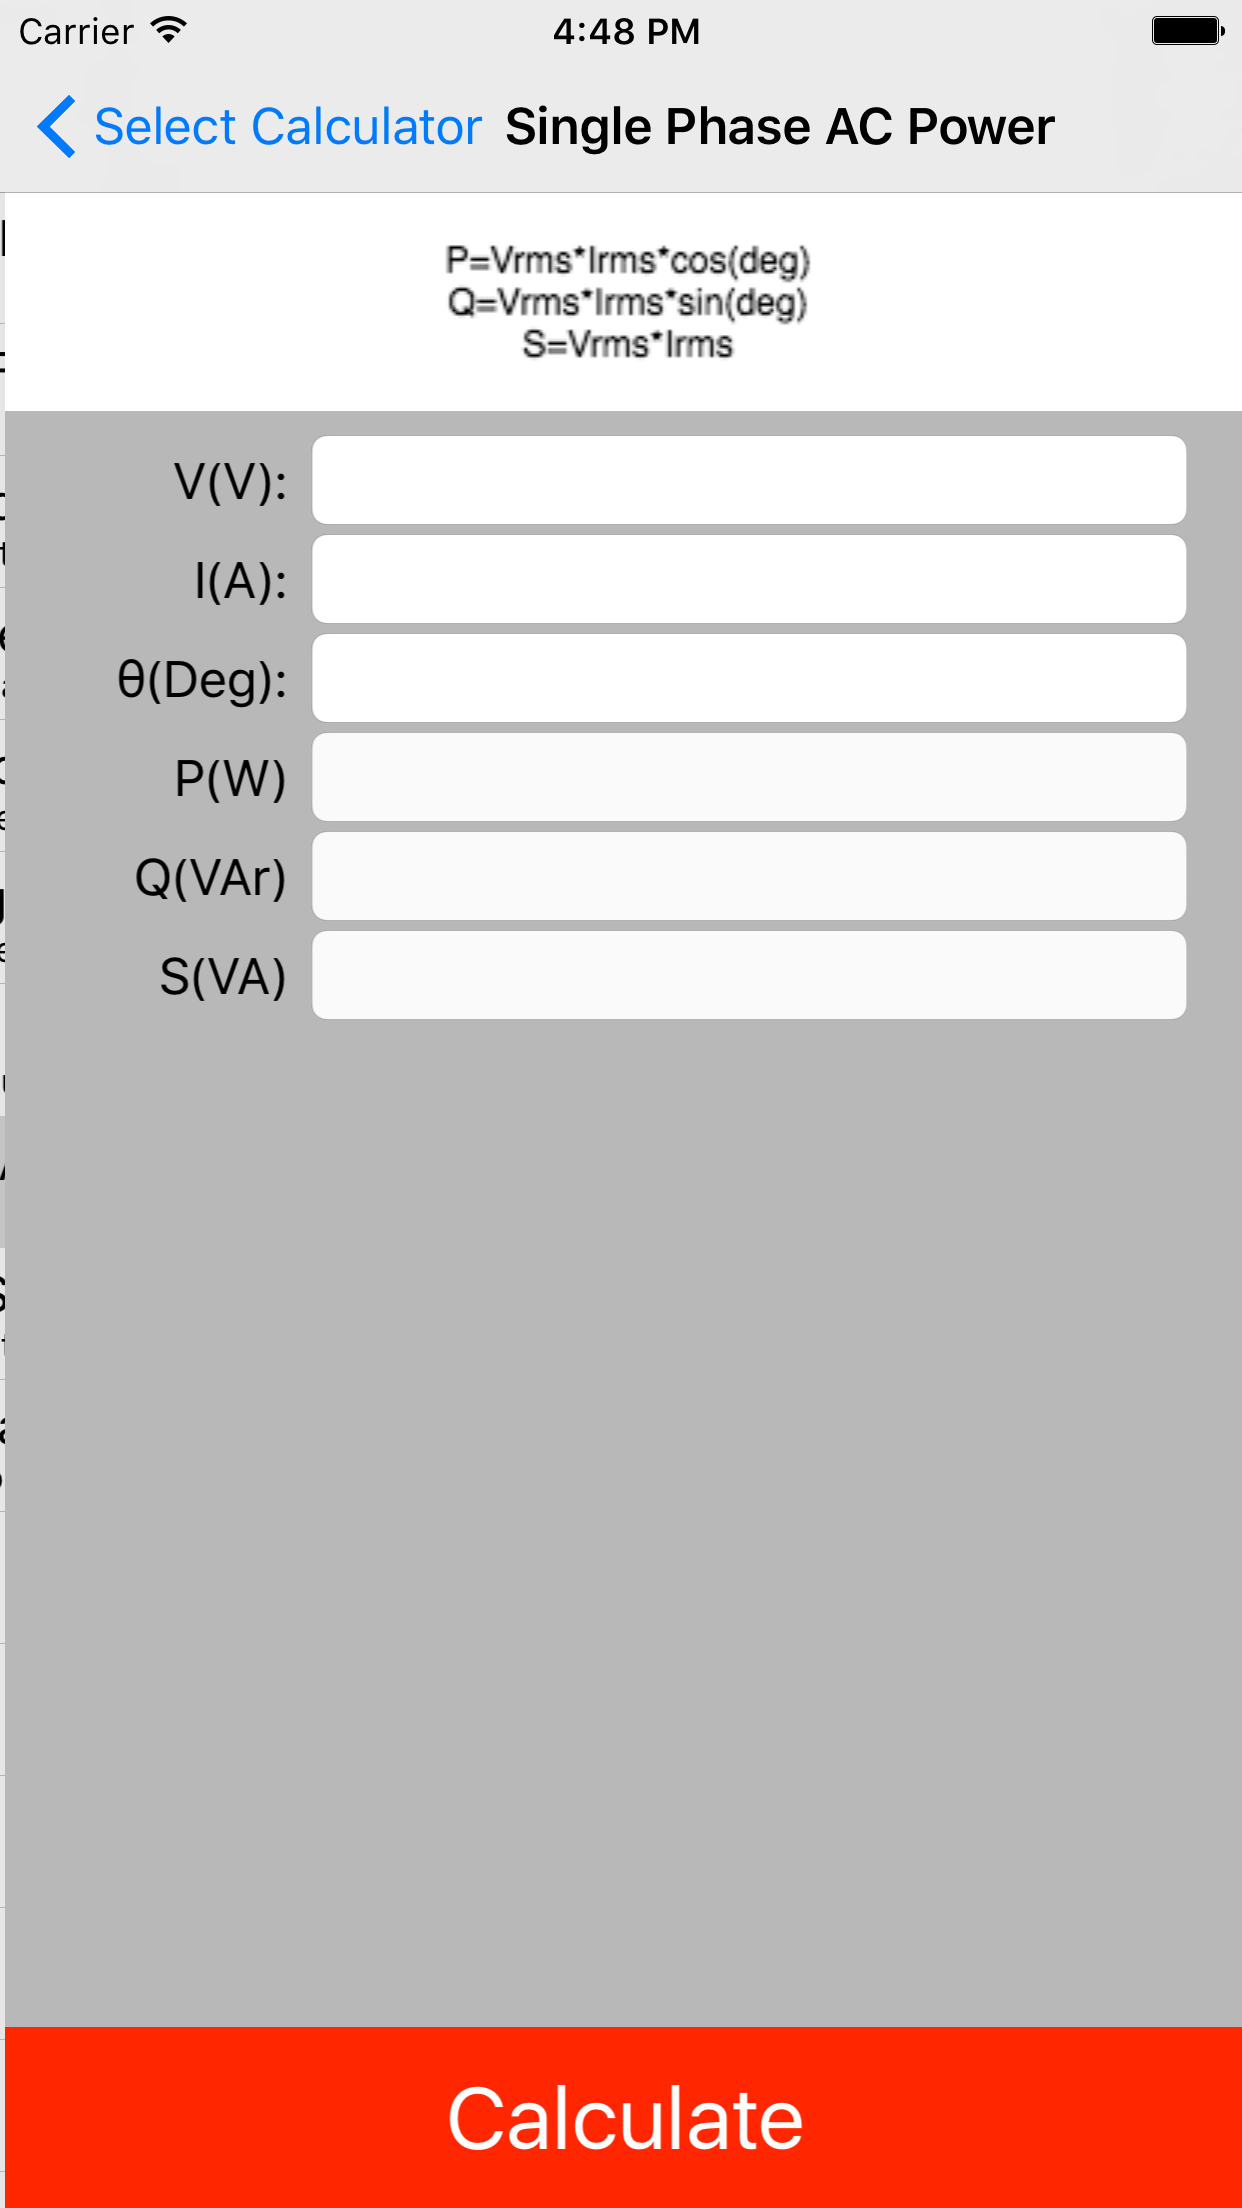 Carrier 4:48 PM
Select Calculator Single Phase AC Power
P=Vrms*Irms*cos(deg)
Q=Vrms*Irms*sin(deg)
S=Vrms*Irms
V(V):
I(A):
θ(Deg):
P(W)
Q(VAr)
S(VA)
Calculate